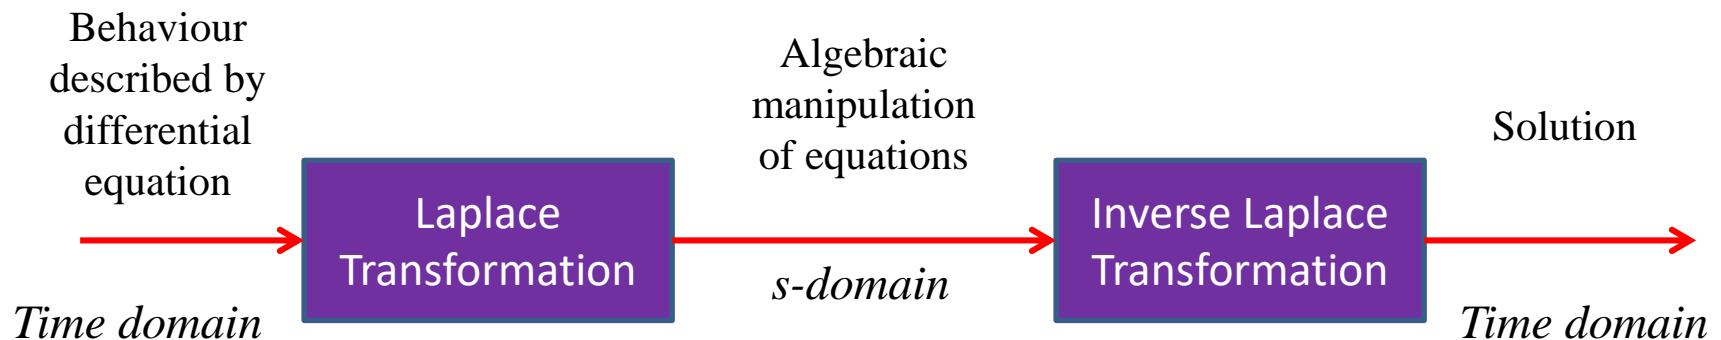 Behaviour
described by
differential
equation
Time domain
Laplace
Transformation
Algebraic
manipulation
of equations
s-domain
Inverse Laplace
Transformation
Solution
Time domain